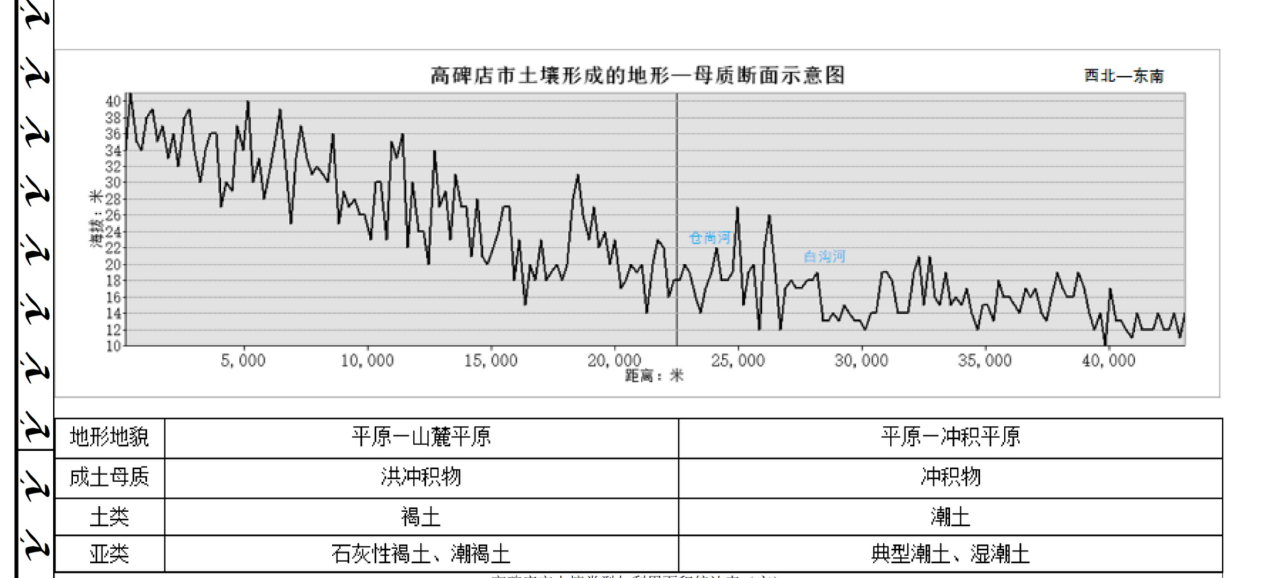 高碑店市土壤形成的地形—母质断面示意图
西北—东南
海拔：米
40
38
36
34
32
30
28
26
24
22
20
18
16
14
12
10
仓尚河
白沟河
5,000 10,000 15,000 20,000 25,000 30,000 35,000 40,000
距离：米
地形地貌 平原－山麓平原 平原－冲积平原
成土母质 洪冲积物 冲积物
土类 褐土 潮土
亚类 石灰性褐土、潮褐土 典型潮土、湿潮土